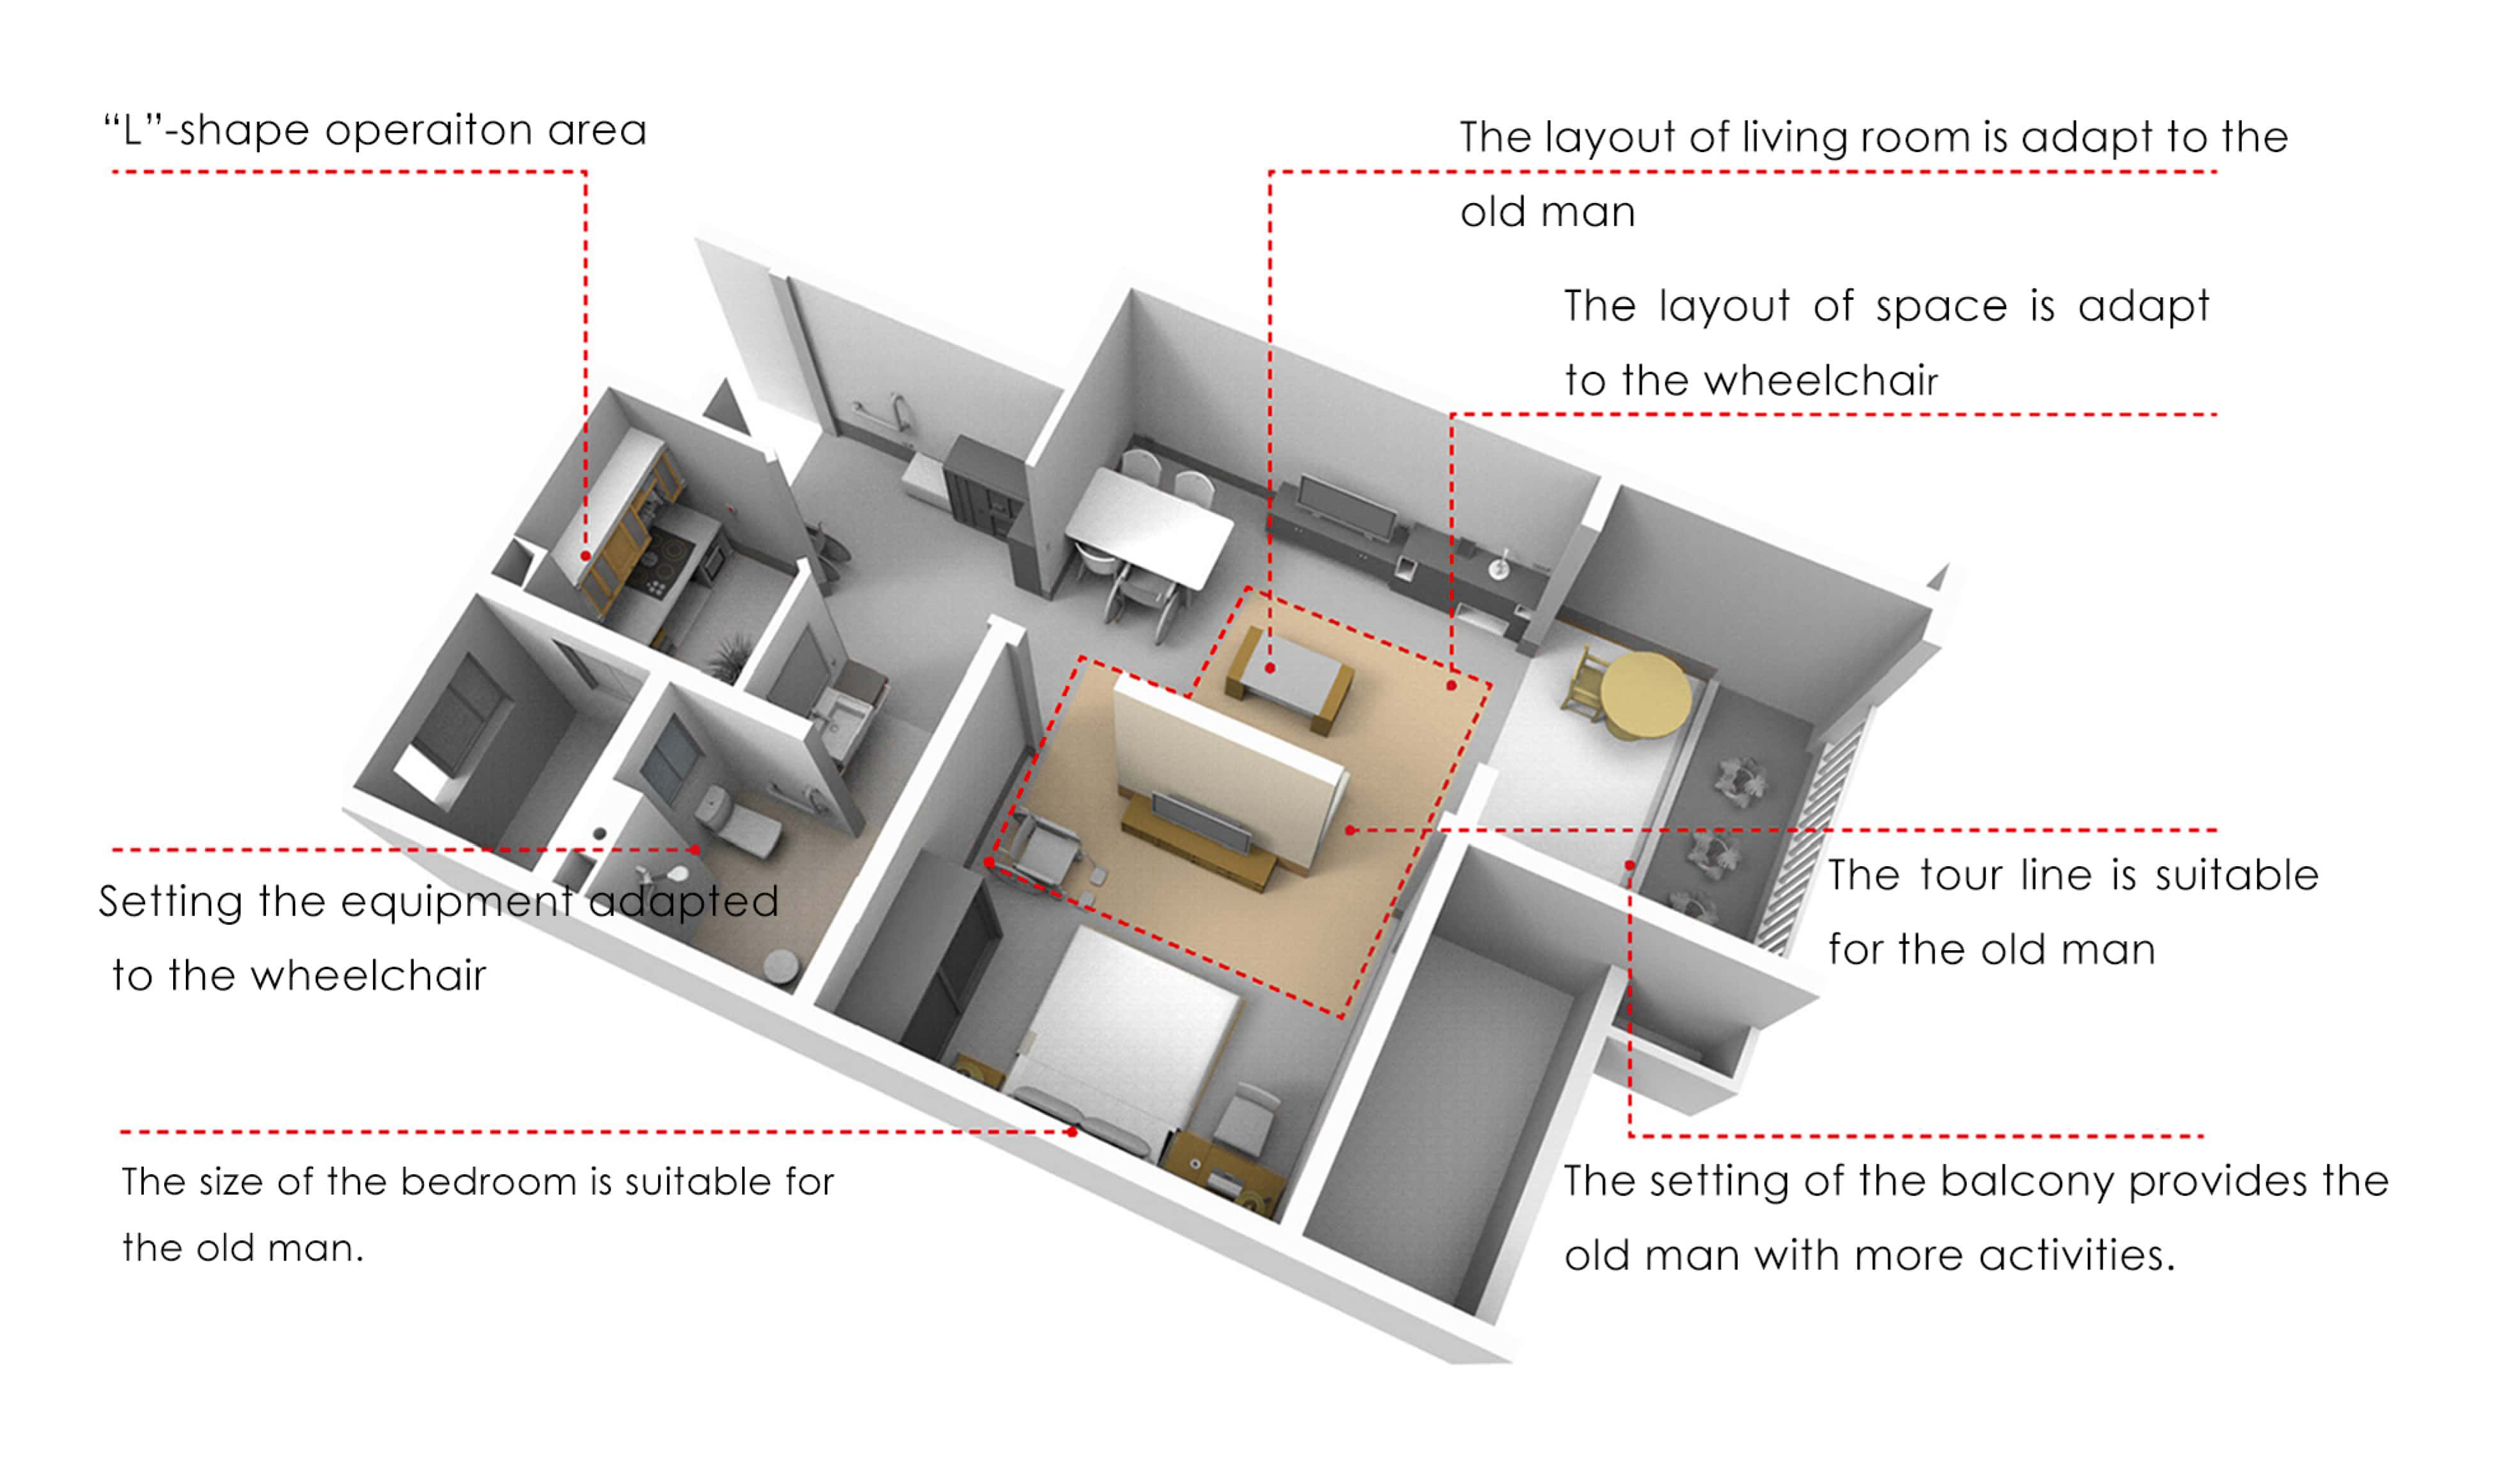 “L”-shape operaiton area
The layout of living room is adapt to the
old man
The layout of space is adapt
to the wheelchair
Setting the equipment adapted
to the wheelchair
The tour line is suitable
for the old man
The size of the bedroom is suitable for
the old man.
The setting of the balcony provides the
old man with more activities.